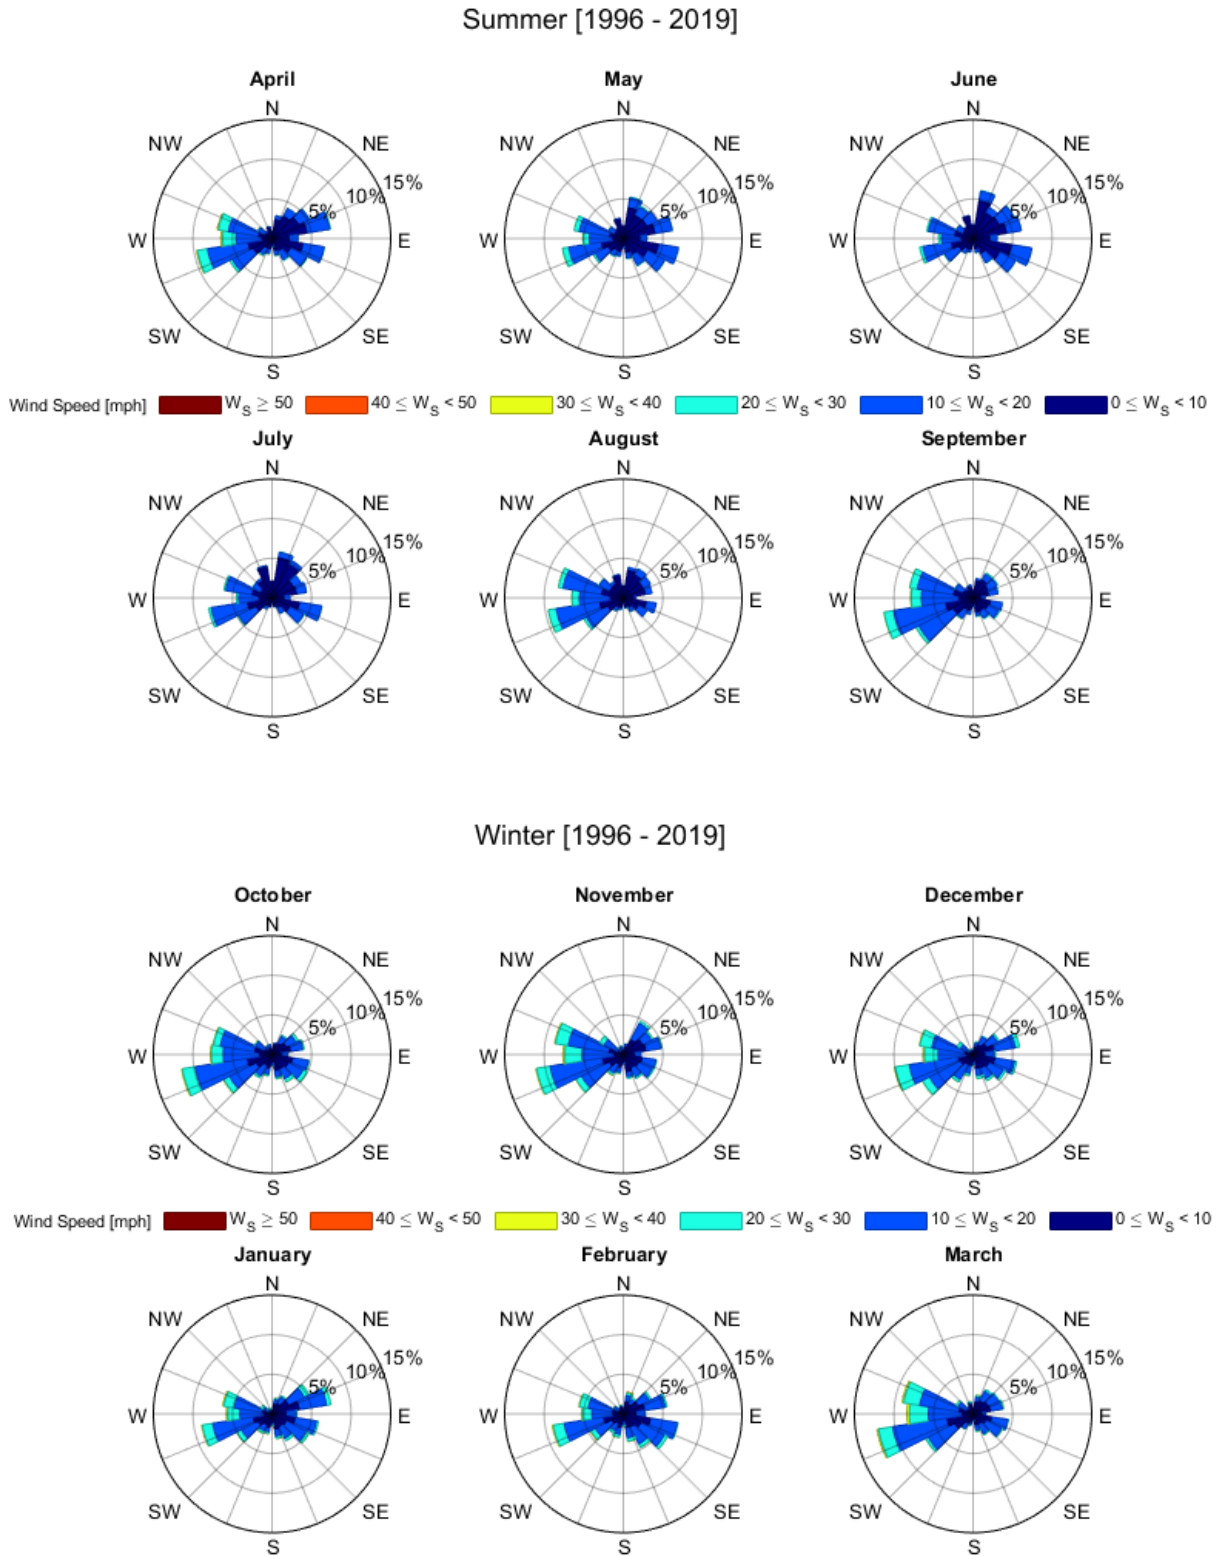 Summer [1996 - 2019]
April May June
N N N
NW NE NW NE NW NE
15% 15% 15%
10% 10% 10%
5% 5% 5%
W E W E W E
SW SE SW SE SW SE
S S S
Wind Speed [mph] W_S ≥ 50 40 ≤ W_S < 50 30 ≤ W_S < 40 20 ≤ W_S < 30 10 ≤ W_S < 20 0 ≤ W_S < 10
July August September
N N N
NW NE NW NE NW NE
15% 15% 15%
10% 10% 10%
5% 5% 5%
W E W E W E
SW SE SW SE SW SE
S S S
Winter [1996 - 2019]
October November December
N N N
NW NE NW NE NW NE
15% 15% 15%
10% 10% 10%
5% 5% 5%
W E W E W E
SW SE SW SE SW SE
S S S
Wind Speed [mph] W_S ≥ 50 40 ≤ W_S < 50 30 ≤ W_S < 40 20 ≤ W_S < 30 10 ≤ W_S < 20 0 ≤ W_S < 10
January February March
N N N
NW NE NW NE NW NE
15% 15% 15%
10% 10% 10%
5% 5% 5%
W E W E W E
SW SE SW SE SW SE
S S S